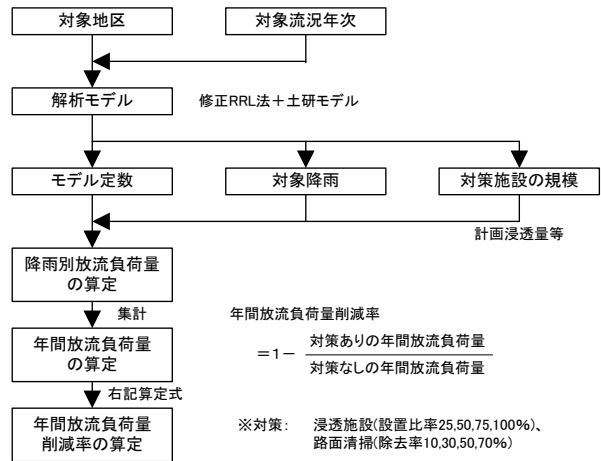 対象地区
対象流況年次
解析モデル
修正RRL法＋土研モデル
モデル定数
対象降雨
対策施設の規模
計画浸透量等
降雨別放流負荷量
の算定
集計
年間放流負荷量
の算定
右記算定式
年間放流負荷量
削減率の算定
年間放流負荷量削減率
＝1－
対策ありの年間放流負荷量
対策なしの年間放流負荷量
※対策： 浸透施設(設置比率25,50,75,100%)、
路面清掃(除去率10,30,50,70%)